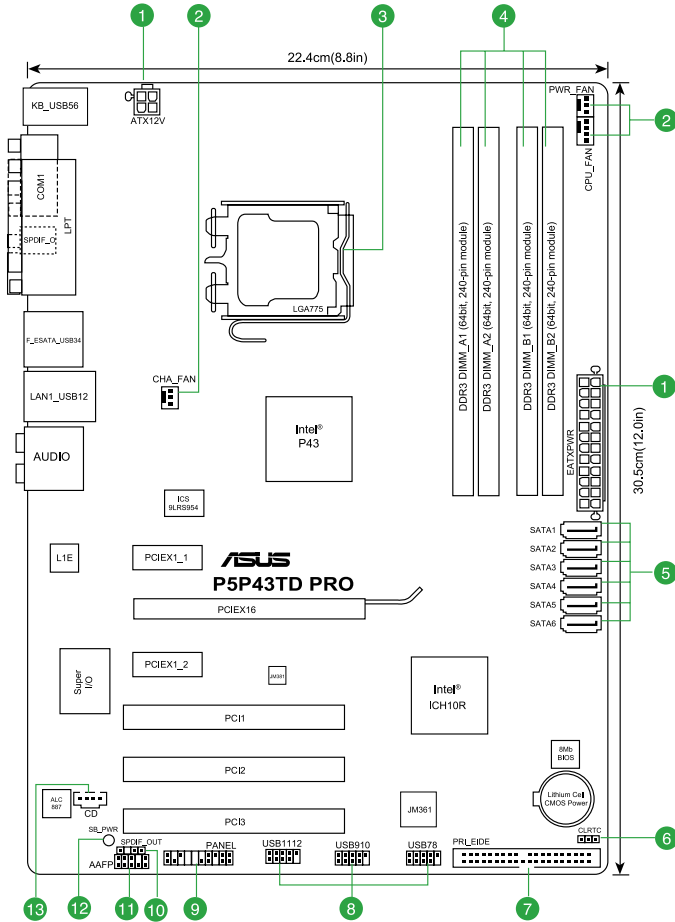 1
2
3
4
22.4cm(8.8in)
KB_USB56
ATX12V
PWR_FAN
2
CPU_FAN
COM1
LPT
SPDIF_O
LGA775
DDR3 DIMM_A1 (64bit, 240-pin module)
DDR3 DIMM_A2 (64bit, 240-pin module)
DDR3 DIMM_B1 (64bit, 240-pin module)
DDR3 DIMM_B2 (64bit, 240-pin module)
F_ESATA_USB34
CHA_FAN
LAN1_USB12
1
EATXPWR
30.5cm(12.0in)
Intel®
P43
AUDIO
ICS
9LRS954
SATA1
SATA2
SATA3
SATA4
SATA5
SATA6
5
L1E
PCIEX1_1
ASUS
P5P43TD PRO
PCIEX16
PCIEX1_2
Super
I/O
JM381
Intel®
ICH10R
PCI1
8Mb
BIOS
PCI2
Lithium Cell
CMOS Power
13
ALC
887
CD
JM361
PCI3
SB_PWR
CLRTC
6
SPDIF_OUT
AAFP
PANEL
USB1112
USB910
USB78
PRI_EIDE
12
11
10
9
8
7